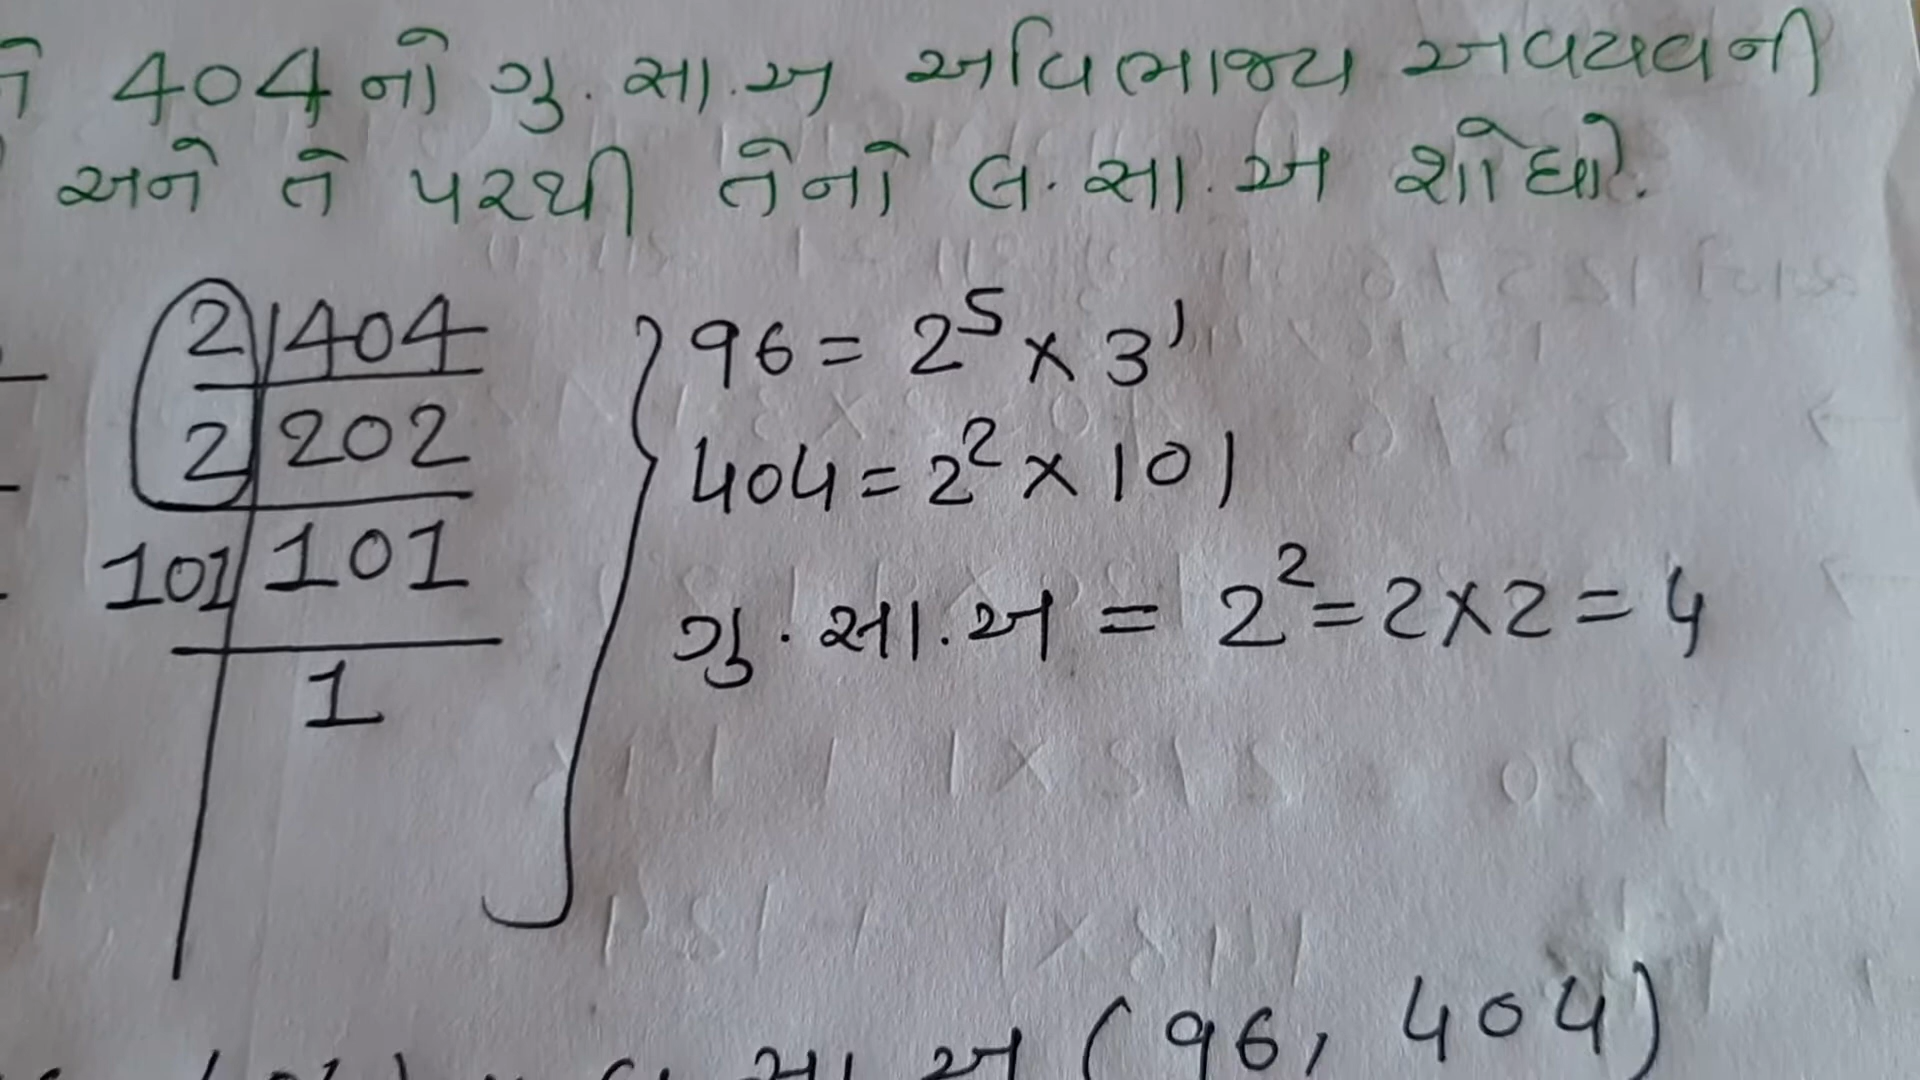 404નો ગુ.સા.અ અવિભાજ્ય અવયવની
અને તે પરથી તેનો લ.સા.અ શોધો.
2 | 404
2 | 202
101 | 101
1
96 = 2⁵ × 3¹
404 = 2² × 101
ગુ.સા.અ = 2² = 2×2 = 4
સા.અ (96, 404)